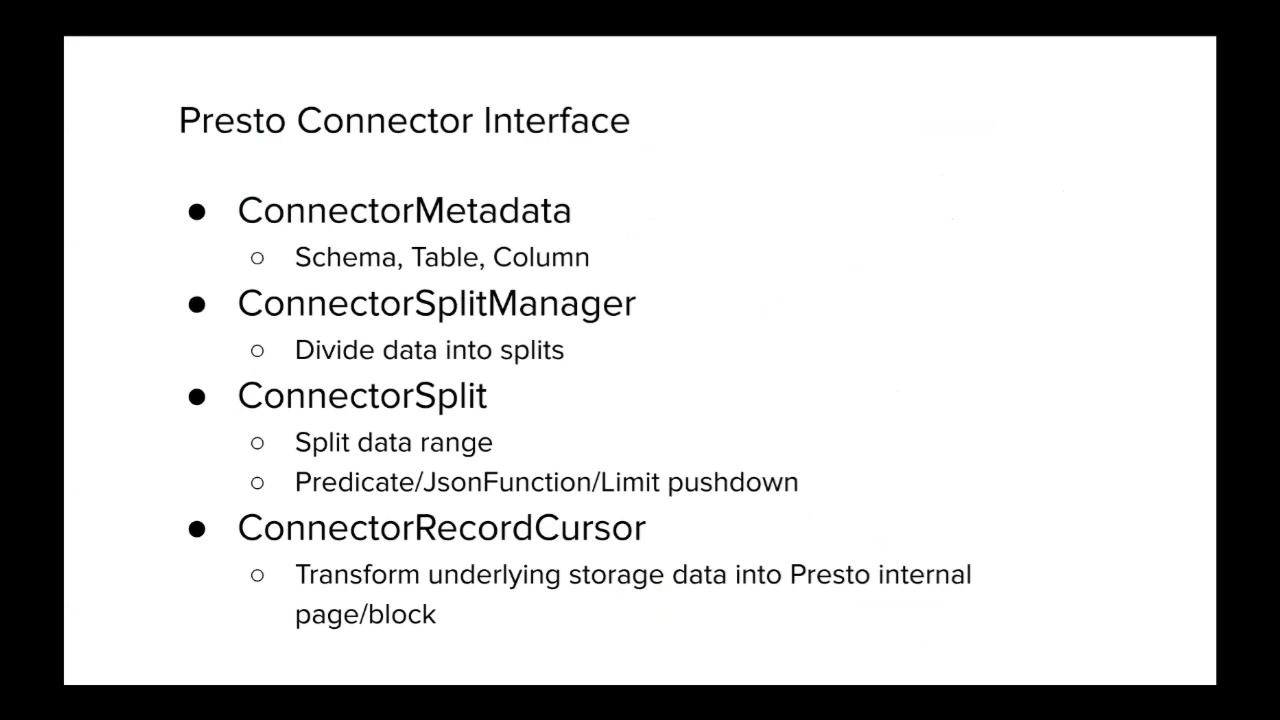 Presto Connector Interface
● ConnectorMetadata
○ Schema, Table, Column
● ConnectorSplitManager
○ Divide data into splits
● ConnectorSplit
○ Split data range
○ Predicate/JsonFunction/Limit pushdown
● ConnectorRecordCursor
○ Transform underlying storage data into Presto internal
page/block